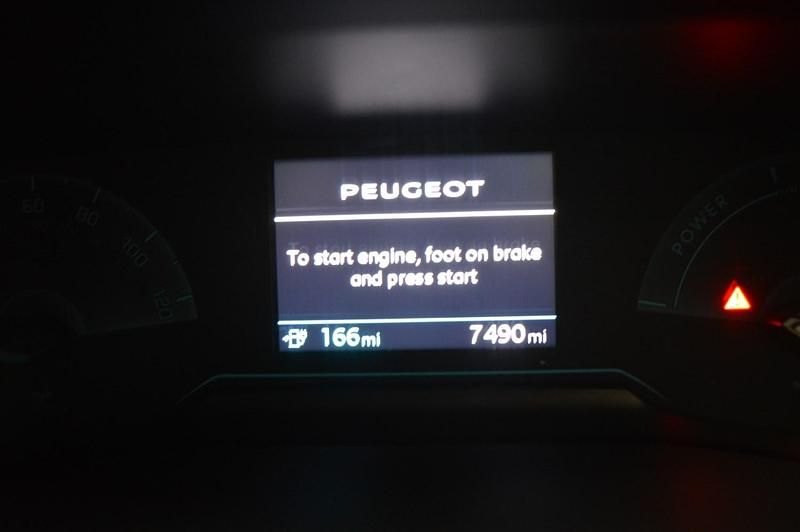 PEUGEOT
To start engine, foot on brake
and press start
166mi 7490mi
60 80 100 120
POWER